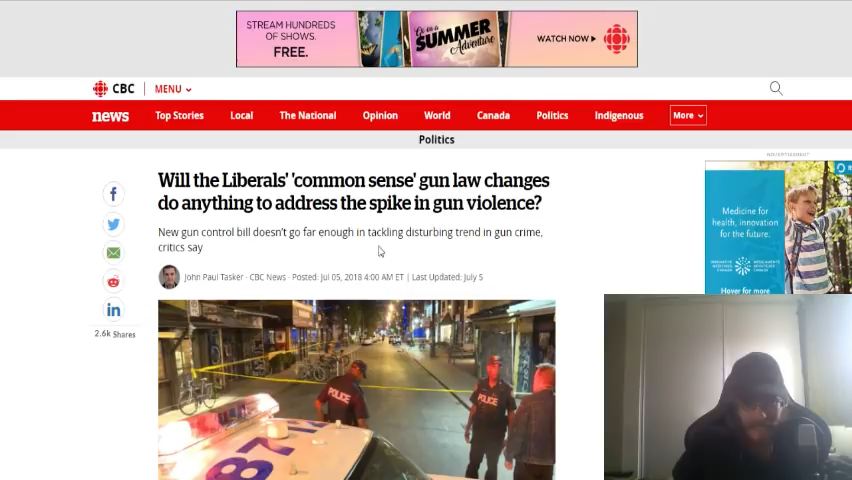 STREAM HUNDREDS
OF SHOWS.
FREE.
Go on a
SUMMER
Adventure
WATCH NOW
CBC
MENU
news
Top Stories
Local
The National
Opinion
World
Canada
Politics
Indigenous
More
Politics
Will the Liberals' 'common sense' gun law changes
do anything to address the spike in gun violence?
New gun control bill doesn't go far enough in tackling disturbing trend in gun crime,
critics say
John Paul Tasker · CBC News · Posted: Jul 05, 2018 4:00 AM ET | Last Updated: July 5
2.6k Shares
ADVERTISEMENT
Medicine for
health, innovation
for the future.
Hover for more
POLICE
POLICE
871